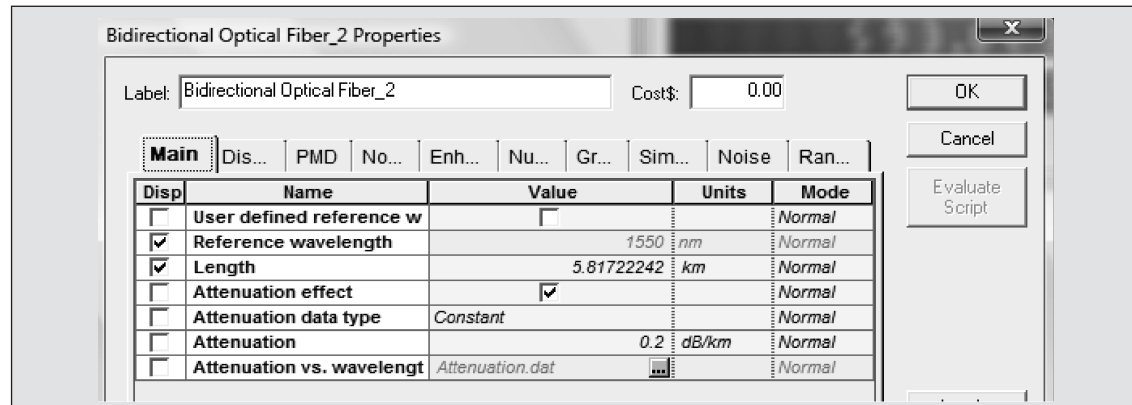 Bidirectional Optical Fiber_2 Properties
x
Label: Bidirectional Optical Fiber_2 Cost$: 0.00
OK
Cancel
Evaluate Script
Main Dis... PMD No... Enh... Nu... Gr... Sim... Noise Ran...
Disp Name Value Units Mode
User defined reference w Normal
Reference wavelength 1550 nm Normal
Length 5.81722242 km Normal
Attenuation effect Normal
Attenuation data type Constant Normal
Attenuation 0.2 dB/km Normal
Attenuation vs. wavelengt Attenuation.dat ... Normal